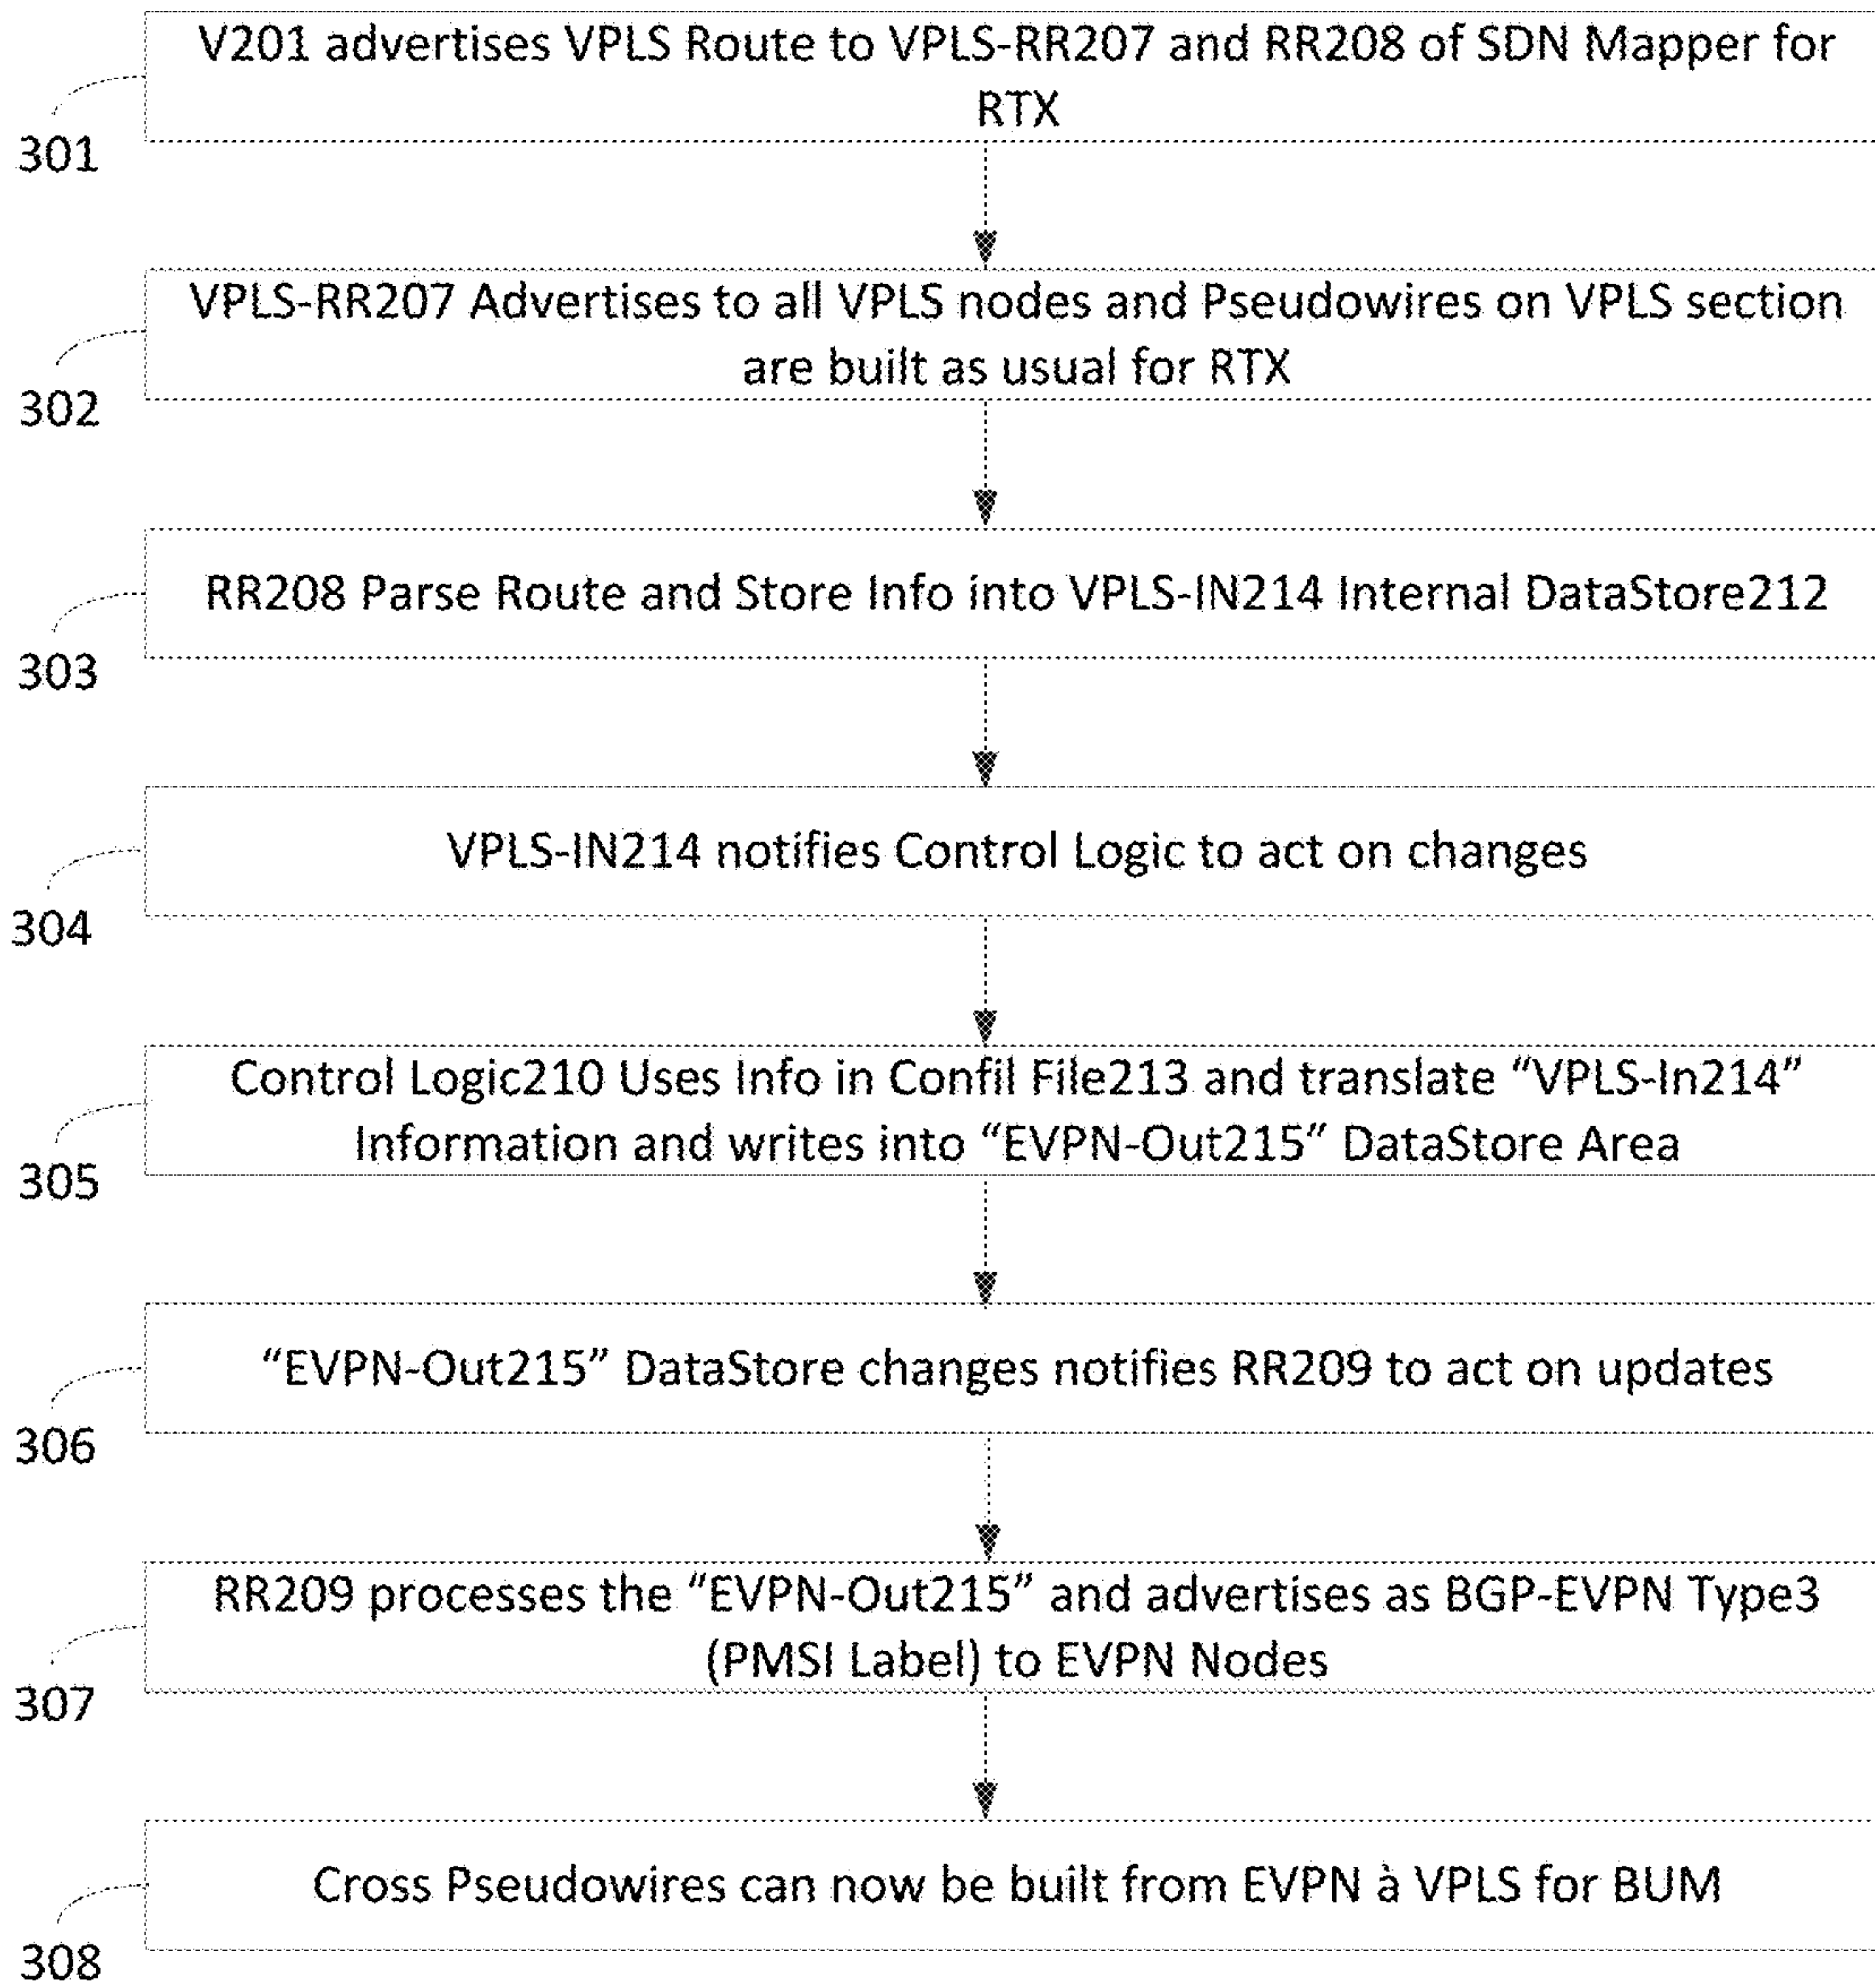 V201 advertises VPLS Route to VPLS-RR207 and RR208 of SDN Mapper for
RTX
301
VPLS-RR207 Advertises to all VPLS nodes and Pseudowires on VPLS section
are built as usual for RTX
302
RR208 Parse Route and Store Info into VPLS-IN214 Internal DataStore212
303
VPLS-IN214 notifies Control Logic to act on changes
304
Control Logic210 Uses Info in Confil File213 and translate “VPLS-In214”
Information and writes into “EVPN-Out215” DataStore Area
305
“EVPN-Out215” DataStore changes notifies RR209 to act on updates
306
RR209 processes the “EVPN-Out215” and advertises as BGP-EVPN Type3
(PMSI Label) to EVPN Nodes
307
Cross Pseudowires can now be built from EVPN à VPLS for BUM
308